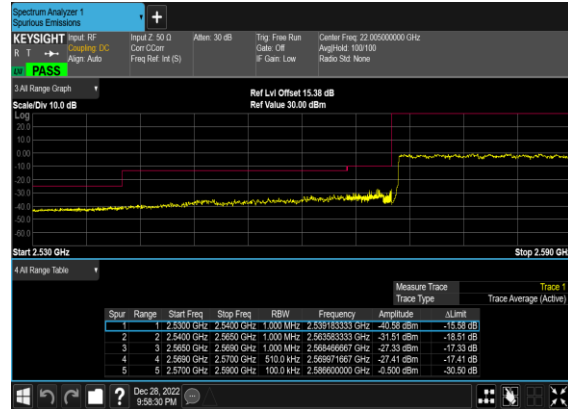 Spectrum Analyzer 1
Spurious Emissions
+
KEYSIGHT Input: RF Input Z: 50 Ω Atten: 30 dB Trig: Free Run Center Freq: 22.005000000 GHz
R T Coupling: DC Corr CCorr Gate: Off Avg|Hold: 100/100
Align: Auto Freq Ref: Int (S) IF Gain: Low Radio Std: None
PASS
3 All Range Graph
Ref Lvl Offset 15.38 dB
Scale/Div 10.0 dB Ref Value 30.00 dBm
Log
20.0
10.0
0.00
-10.0
-20.0
-30.0
-40.0
-50.0
-60.0
Start 2.530 GHz Stop 2.590 GHz
4 All Range Table
Measure Trace Trace 1
Trace Type Trace Average (Active)
Spur Range Start Freq Stop Freq RBW Frequency Amplitude ΔLimit
1 1 2.5300 GHz 2.5400 GHz 1.000 MHz 2.539183333 GHz -40.58 dBm -15.58 dB
2 2 2.5400 GHz 2.5650 GHz 1.000 MHz 2.563583333 GHz -31.51 dBm -18.51 dB
3 3 2.5650 GHz 2.5690 GHz 1.000 MHz 2.568466667 GHz -27.33 dBm -17.33 dB
4 4 2.5690 GHz 2.5700 GHz 510.0 kHz 2.569971667 GHz -27.41 dBm -17.41 dB
5 5 2.5700 GHz 2.5900 GHz 100.0 kHz 2.586600000 GHz -0.500 dBm -30.50 dB
? Dec 28, 2022
9:58:30 PM